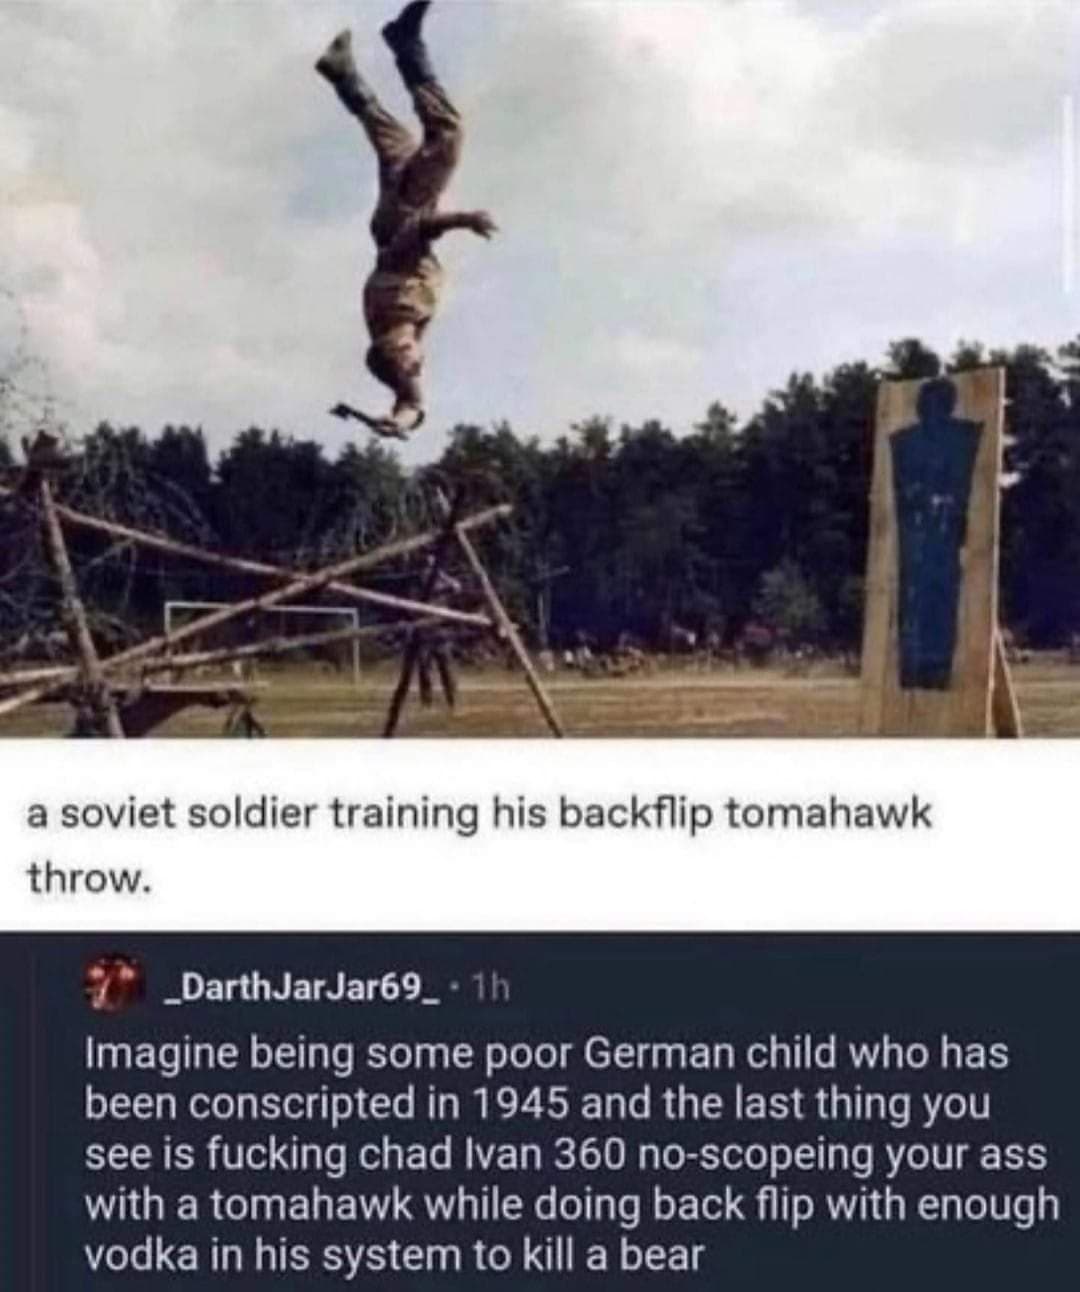 a soviet soldier training his backflip tomahawk
throw.
_DarthJarJar69_ · 1h
Imagine being some poor German child who has
been conscripted in 1945 and the last thing you
see is fucking chad Ivan 360 no-scopeing your ass
with a tomahawk while doing back flip with enough
vodka in his system to kill a bear